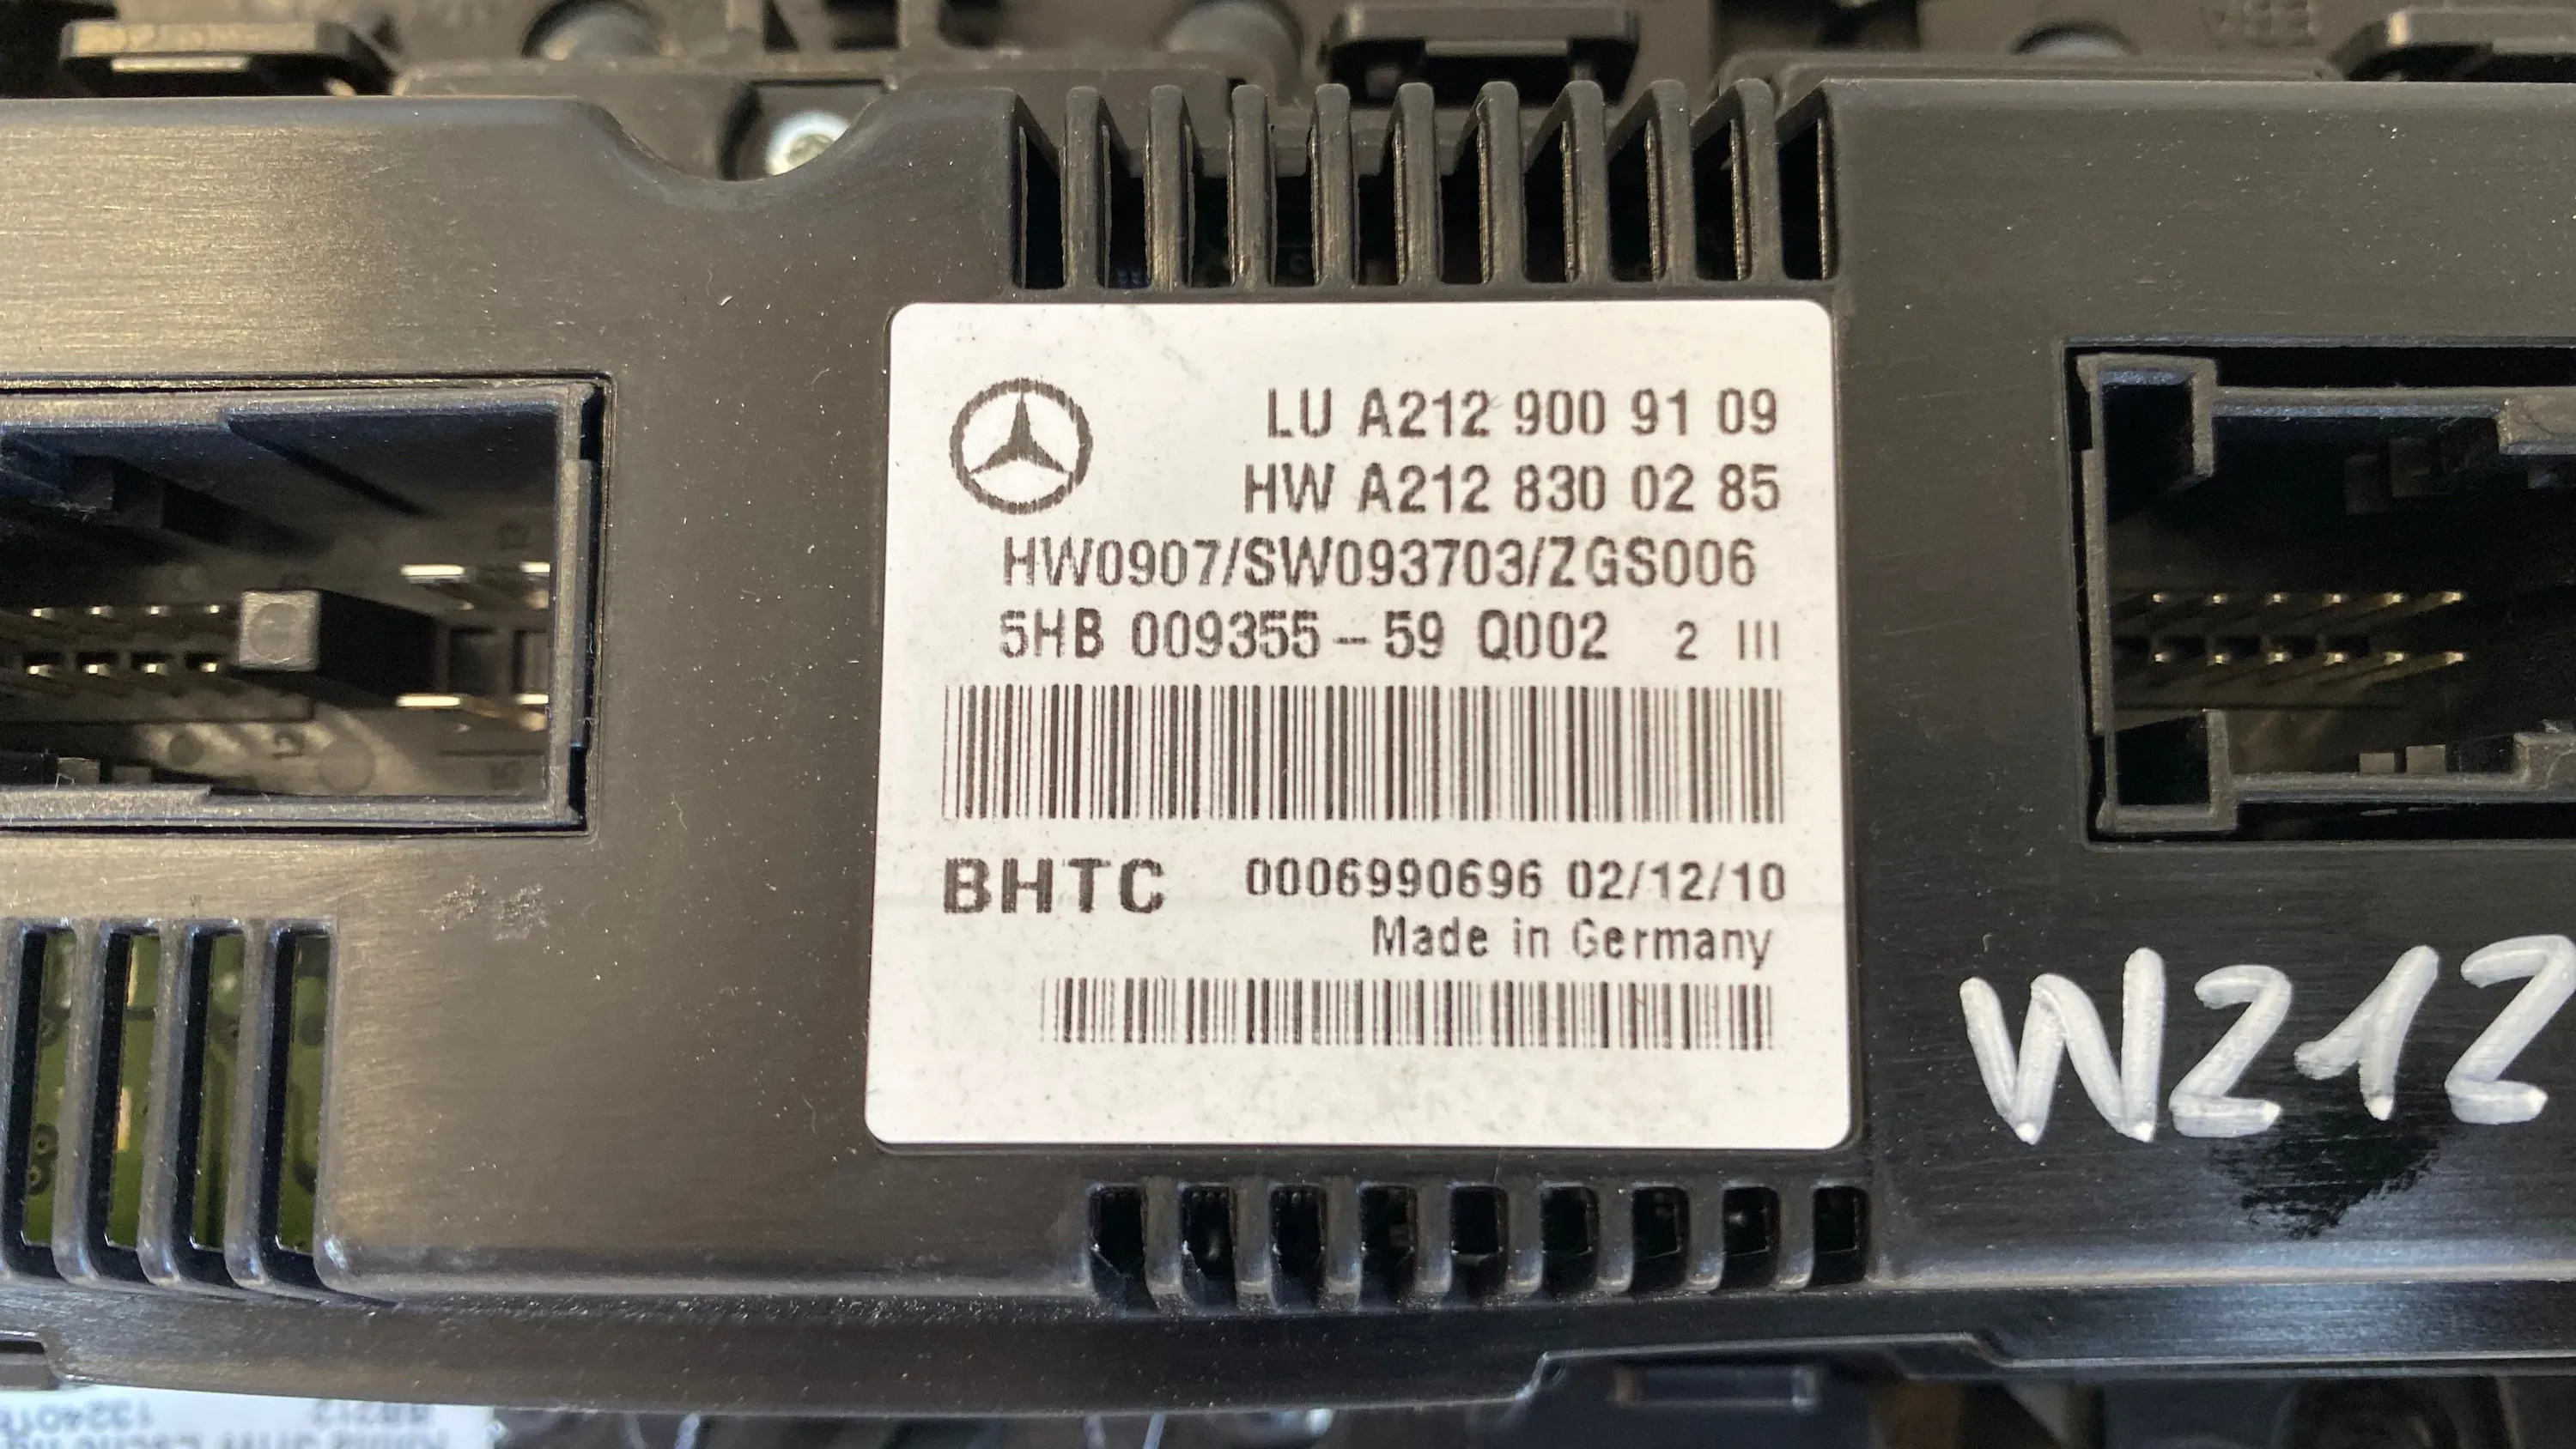 LU A212 900 91 09
HW A212 830 02 85
HW0907/SW093703/ZGS006
5HB 009355-59 Q002 2 III
BHTC 0006990696 02/12/10
Made in Germany
W212